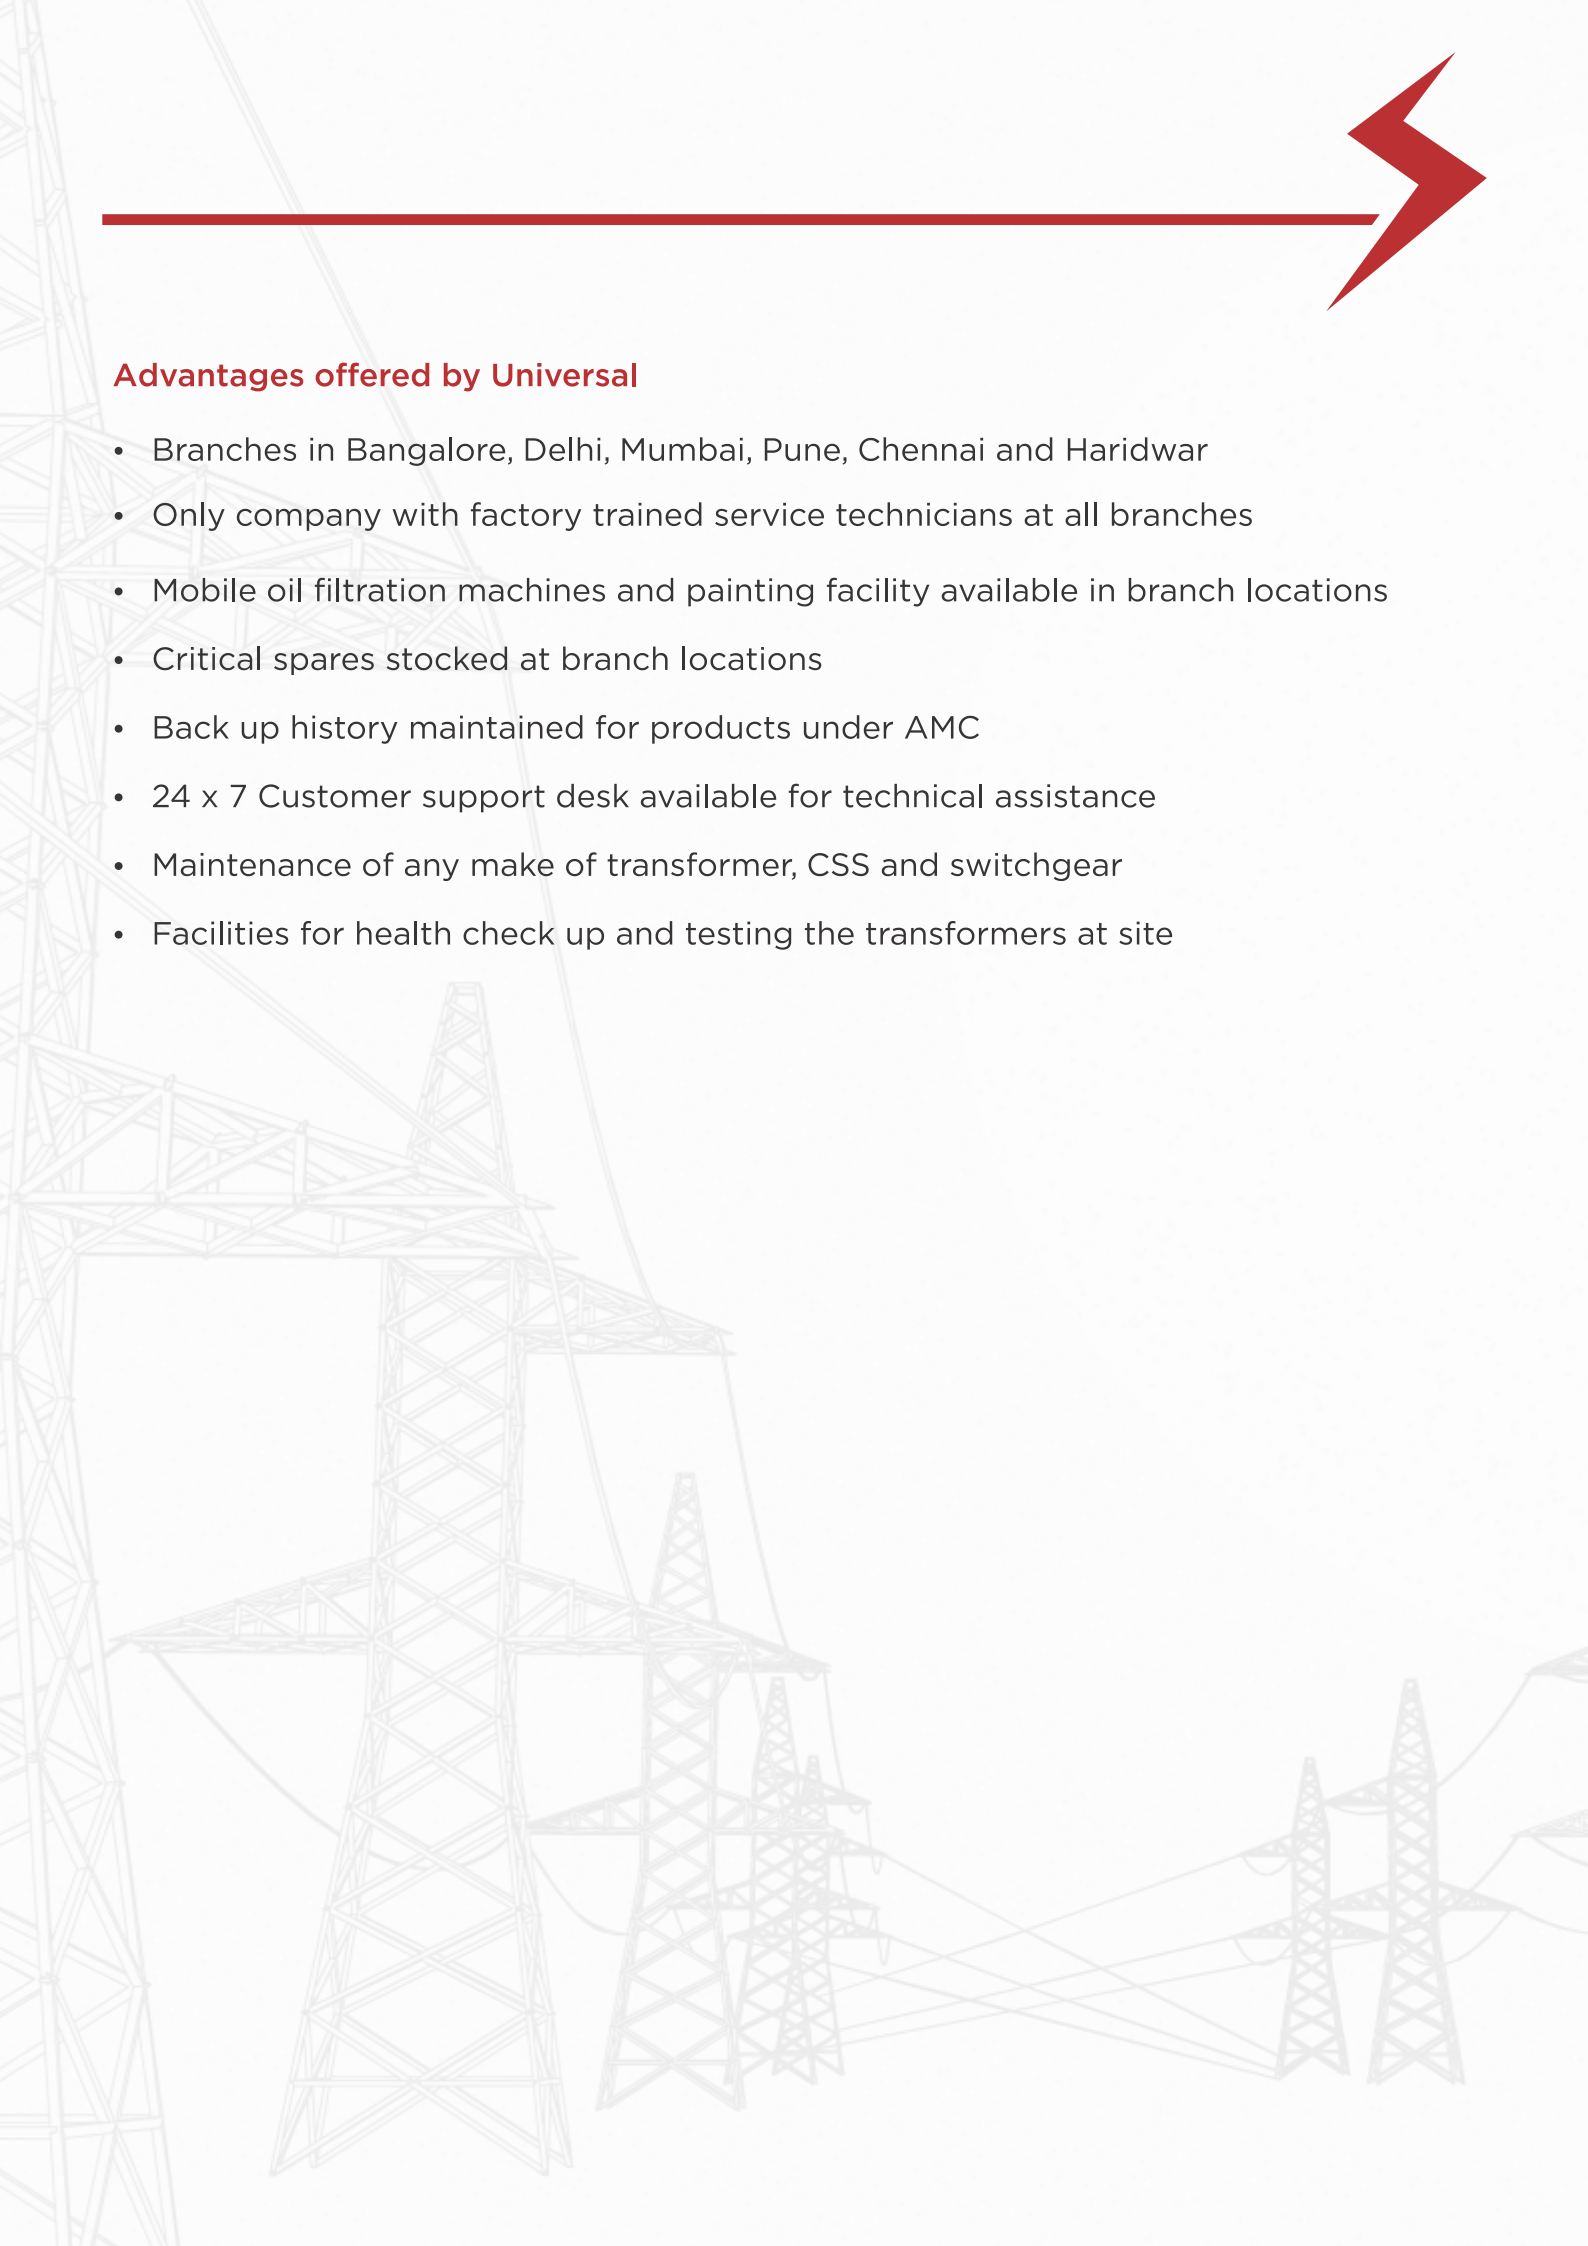 Advantages offered by Universal
• Branches in Bangalore, Delhi, Mumbai, Pune, Chennai and Haridwar
• Only company with factory trained service technicians at all branches
• Mobile oil filtration machines and painting facility available in branch locations
• Critical spares stocked at branch locations
• Back up history maintained for products under AMC
• 24 x 7 Customer support desk available for technical assistance
• Maintenance of any make of transformer, CSS and switchgear
• Facilities for health check up and testing the transformers at site